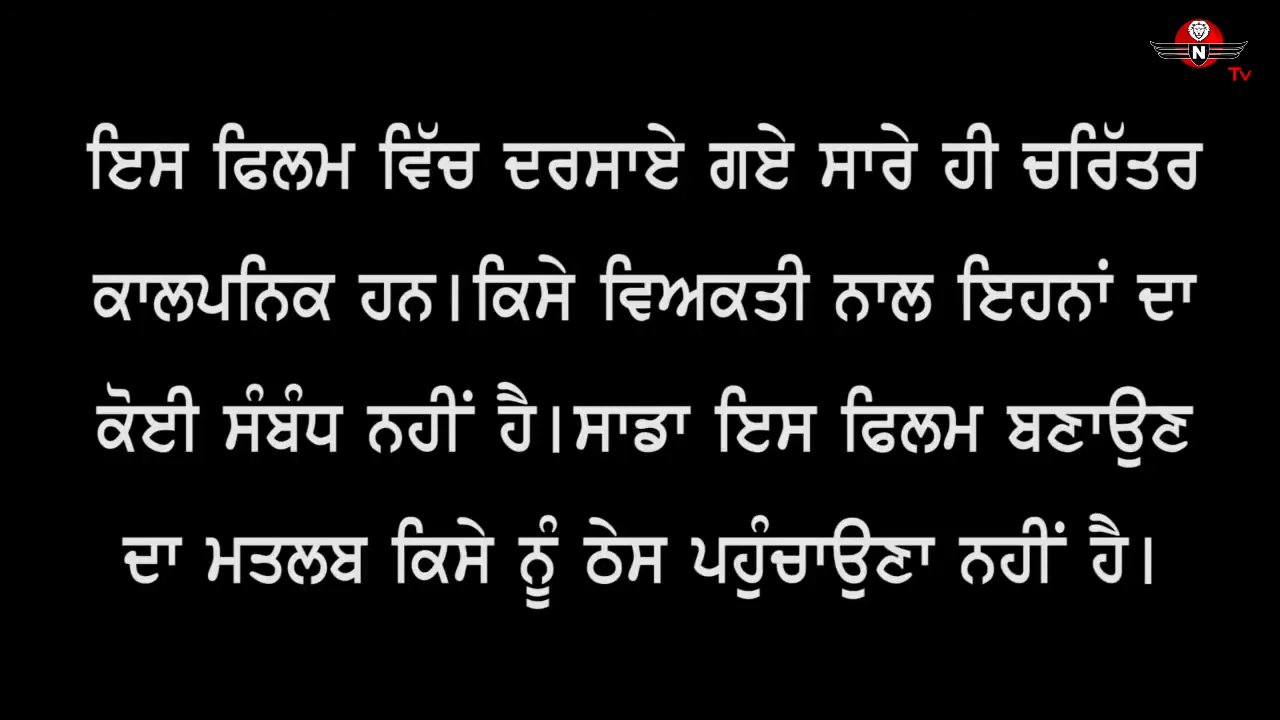 N
Tv
ਇਸ ਫਿਲਮ ਵਿੱਚ ਦਰਸਾਏ ਗਏ ਸਾਰੇ ਹੀ ਚਰਿੱਤਰ
ਕਾਲਪਨਿਕ ਹਨ।ਕਿਸੇ ਵਿਅਕਤੀ ਨਾਲ ਇਹਨਾਂ ਦਾ
ਕੋਈ ਸੰਬੰਧ ਨਹੀਂ ਹੈ।ਸਾਡਾ ਇਸ ਫਿਲਮ ਬਣਾਉਣ
ਦਾ ਮਤਲਬ ਕਿਸੇ ਨੂੰ ਠੇਸ ਪਹੁੰਚਾਉਣਾ ਨਹੀਂ ਹੈ।